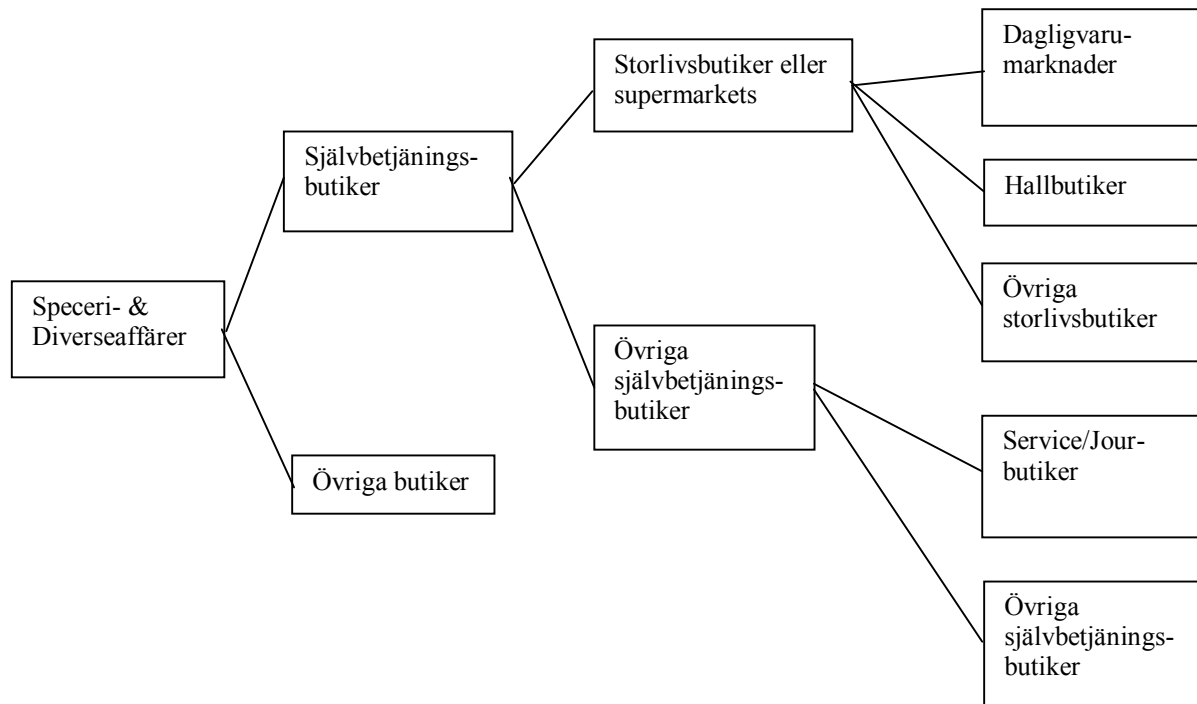 Speceri- &
Diverseaffärer
Självbetjänings-
butiker
Övriga butiker
Storlivsbutiker eller
supermarkets
Övriga
självbetjänings-
butiker
Dagligvaru-
marknader
Hallbutiker
Övriga
storlivsbutiker
Service/Jour-
butiker
Övriga
självbetjänings-
butiker